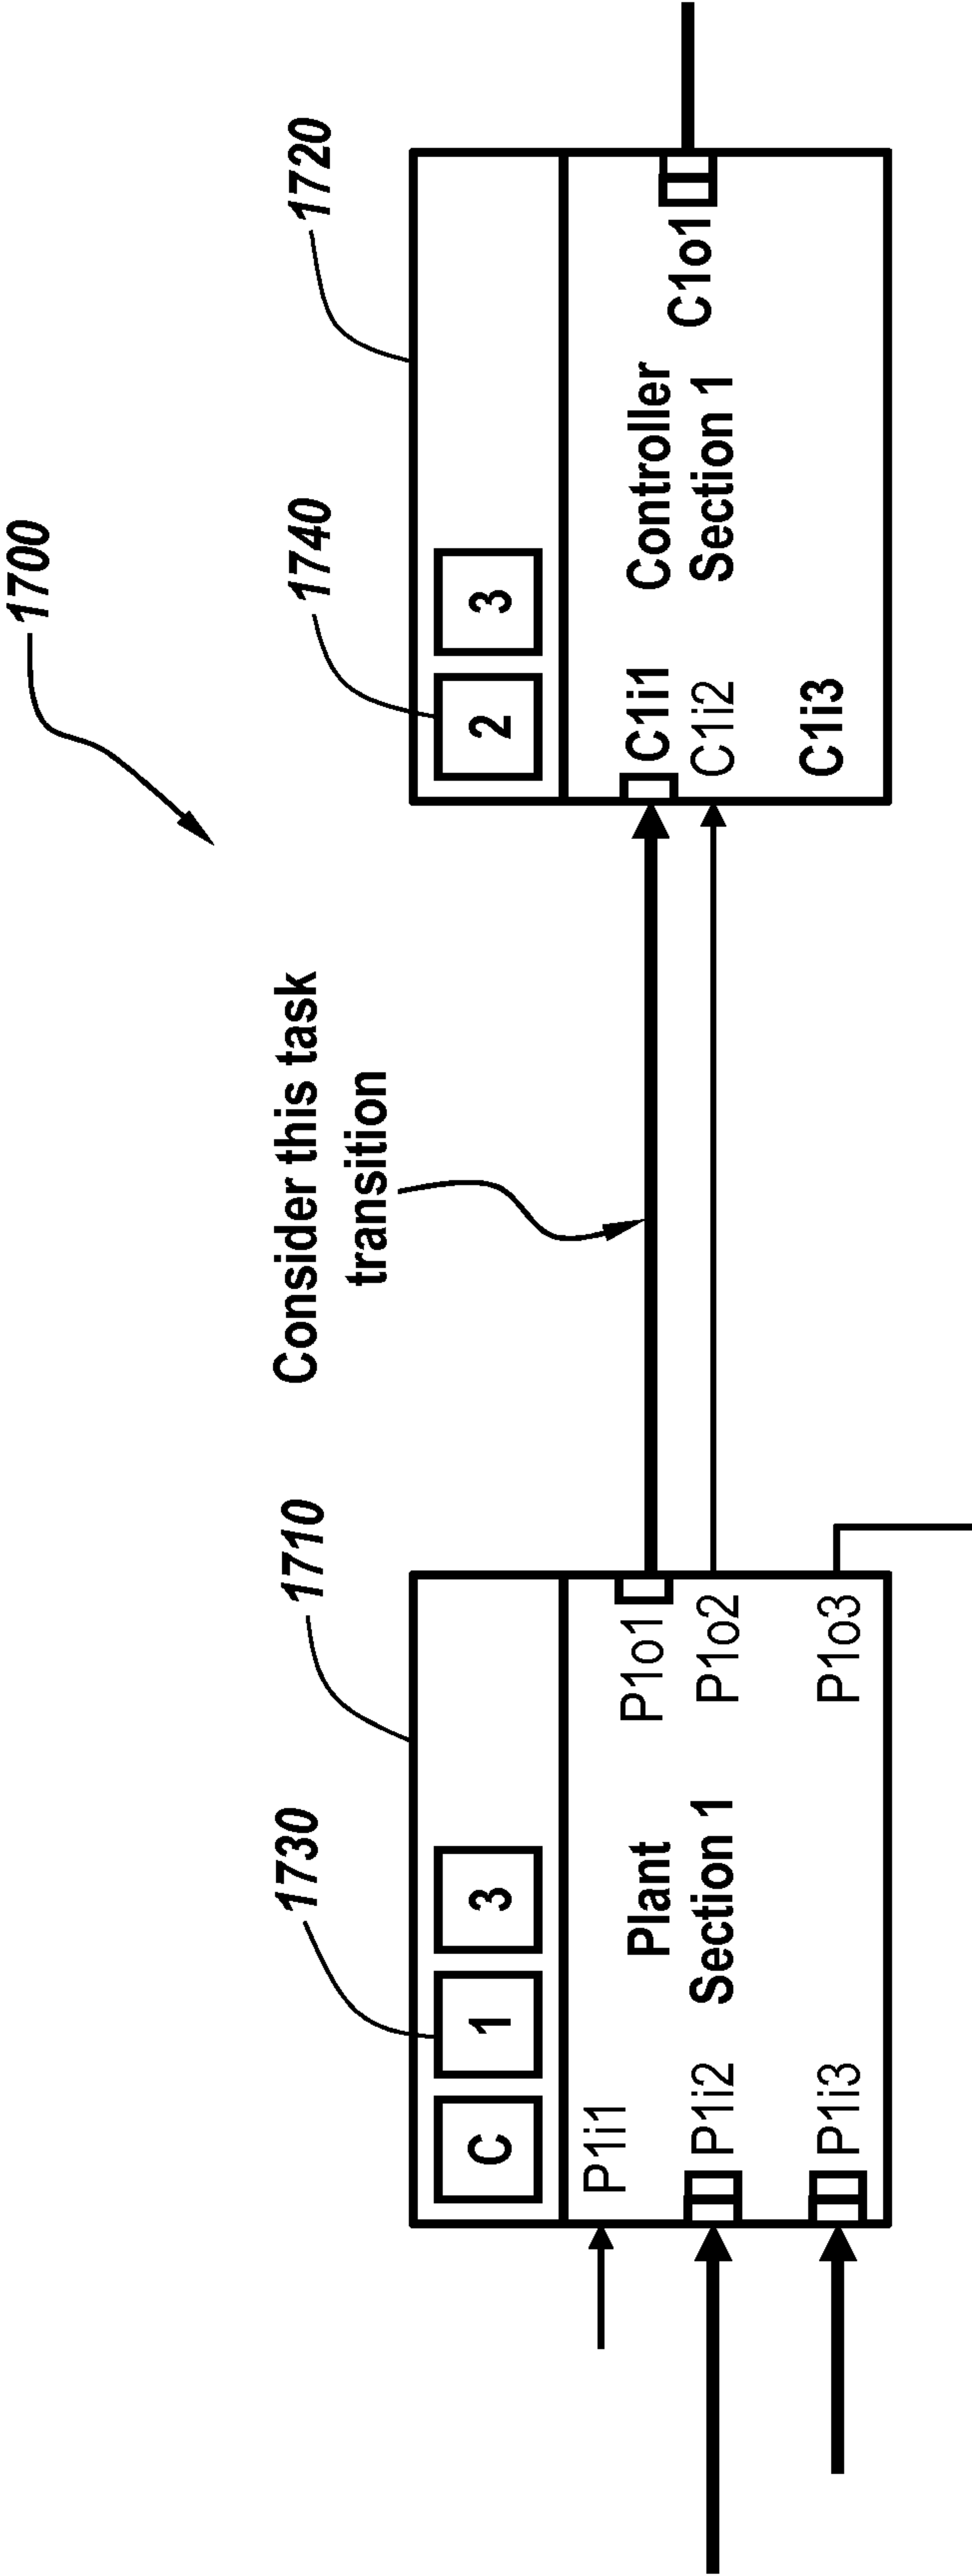 1700
Consider this task
transition
1730
1710
1740
1720
C
1
3
P1i1
P1i2
P1i3
Plant
Section 1
P1o1
P1o2
P1o3
2
3
C1i1
C1i2
C1i3
Controller
Section 1
C1o1